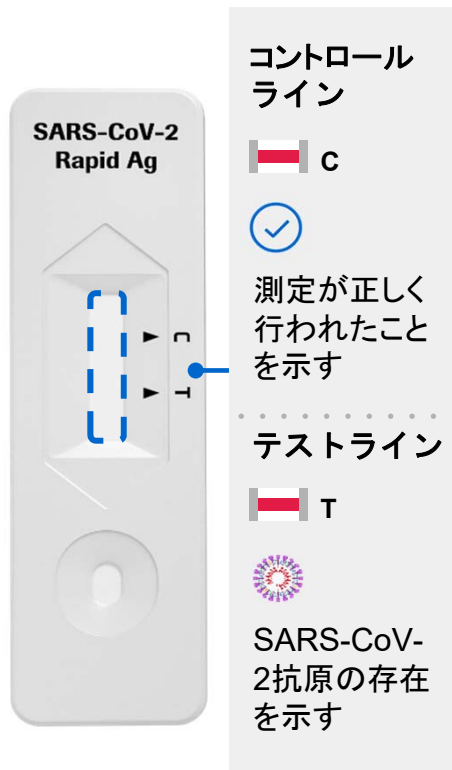 SARS-CoV-2
Rapid Ag
C
T
コントロール
ライン
C
測定が正しく
行われたこと
を示す
テストライン
T
SARS-CoV-
2抗原の存在
を示す